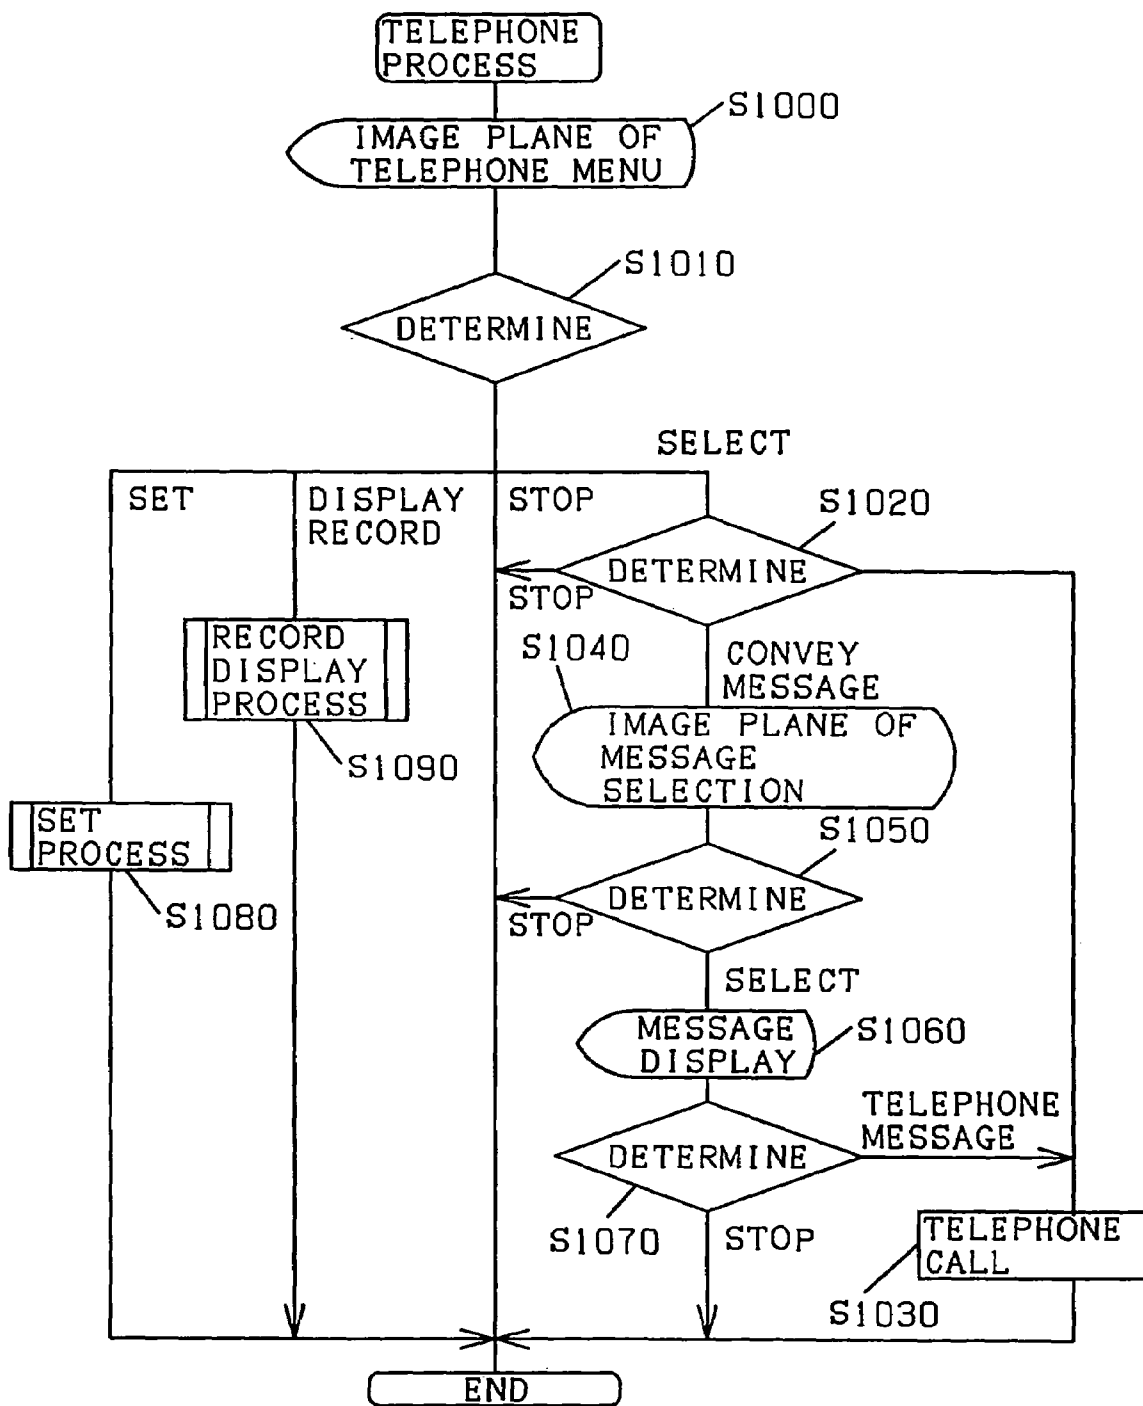 TELEPHONE
PROCESS
S1000
IMAGE PLANE OF
TELEPHONE MENU
S1010
DETERMINE
SELECT
SET
DISPLAY
RECORD
STOP
S1020
DETERMINE
STOP
RECORD
DISPLAY
PROCESS
S1040
CONVEY
MESSAGE
IMAGE PLANE OF
MESSAGE
SELECTION
S1090
SET
PROCESS
S1050
DETERMINE
STOP
S1080
SELECT
MESSAGE
DISPLAY
S1060
TELEPHONE
MESSAGE
DETERMINE
S1070
STOP
TELEPHONE
CALL
S1030
END